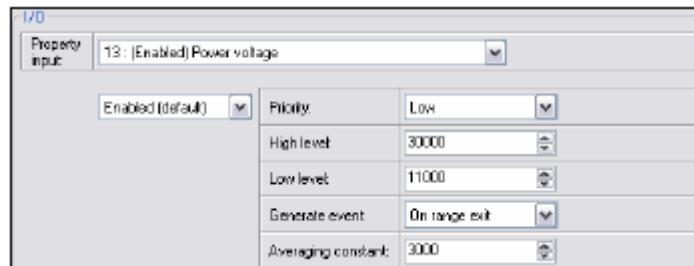 I/O
Property input:
13 : (Enabled) Power voltage
Enabled (default)
Priority:
Low
High level:
30000
Low level:
11000
Generate event:
On range exit
Averaging constant:
3000